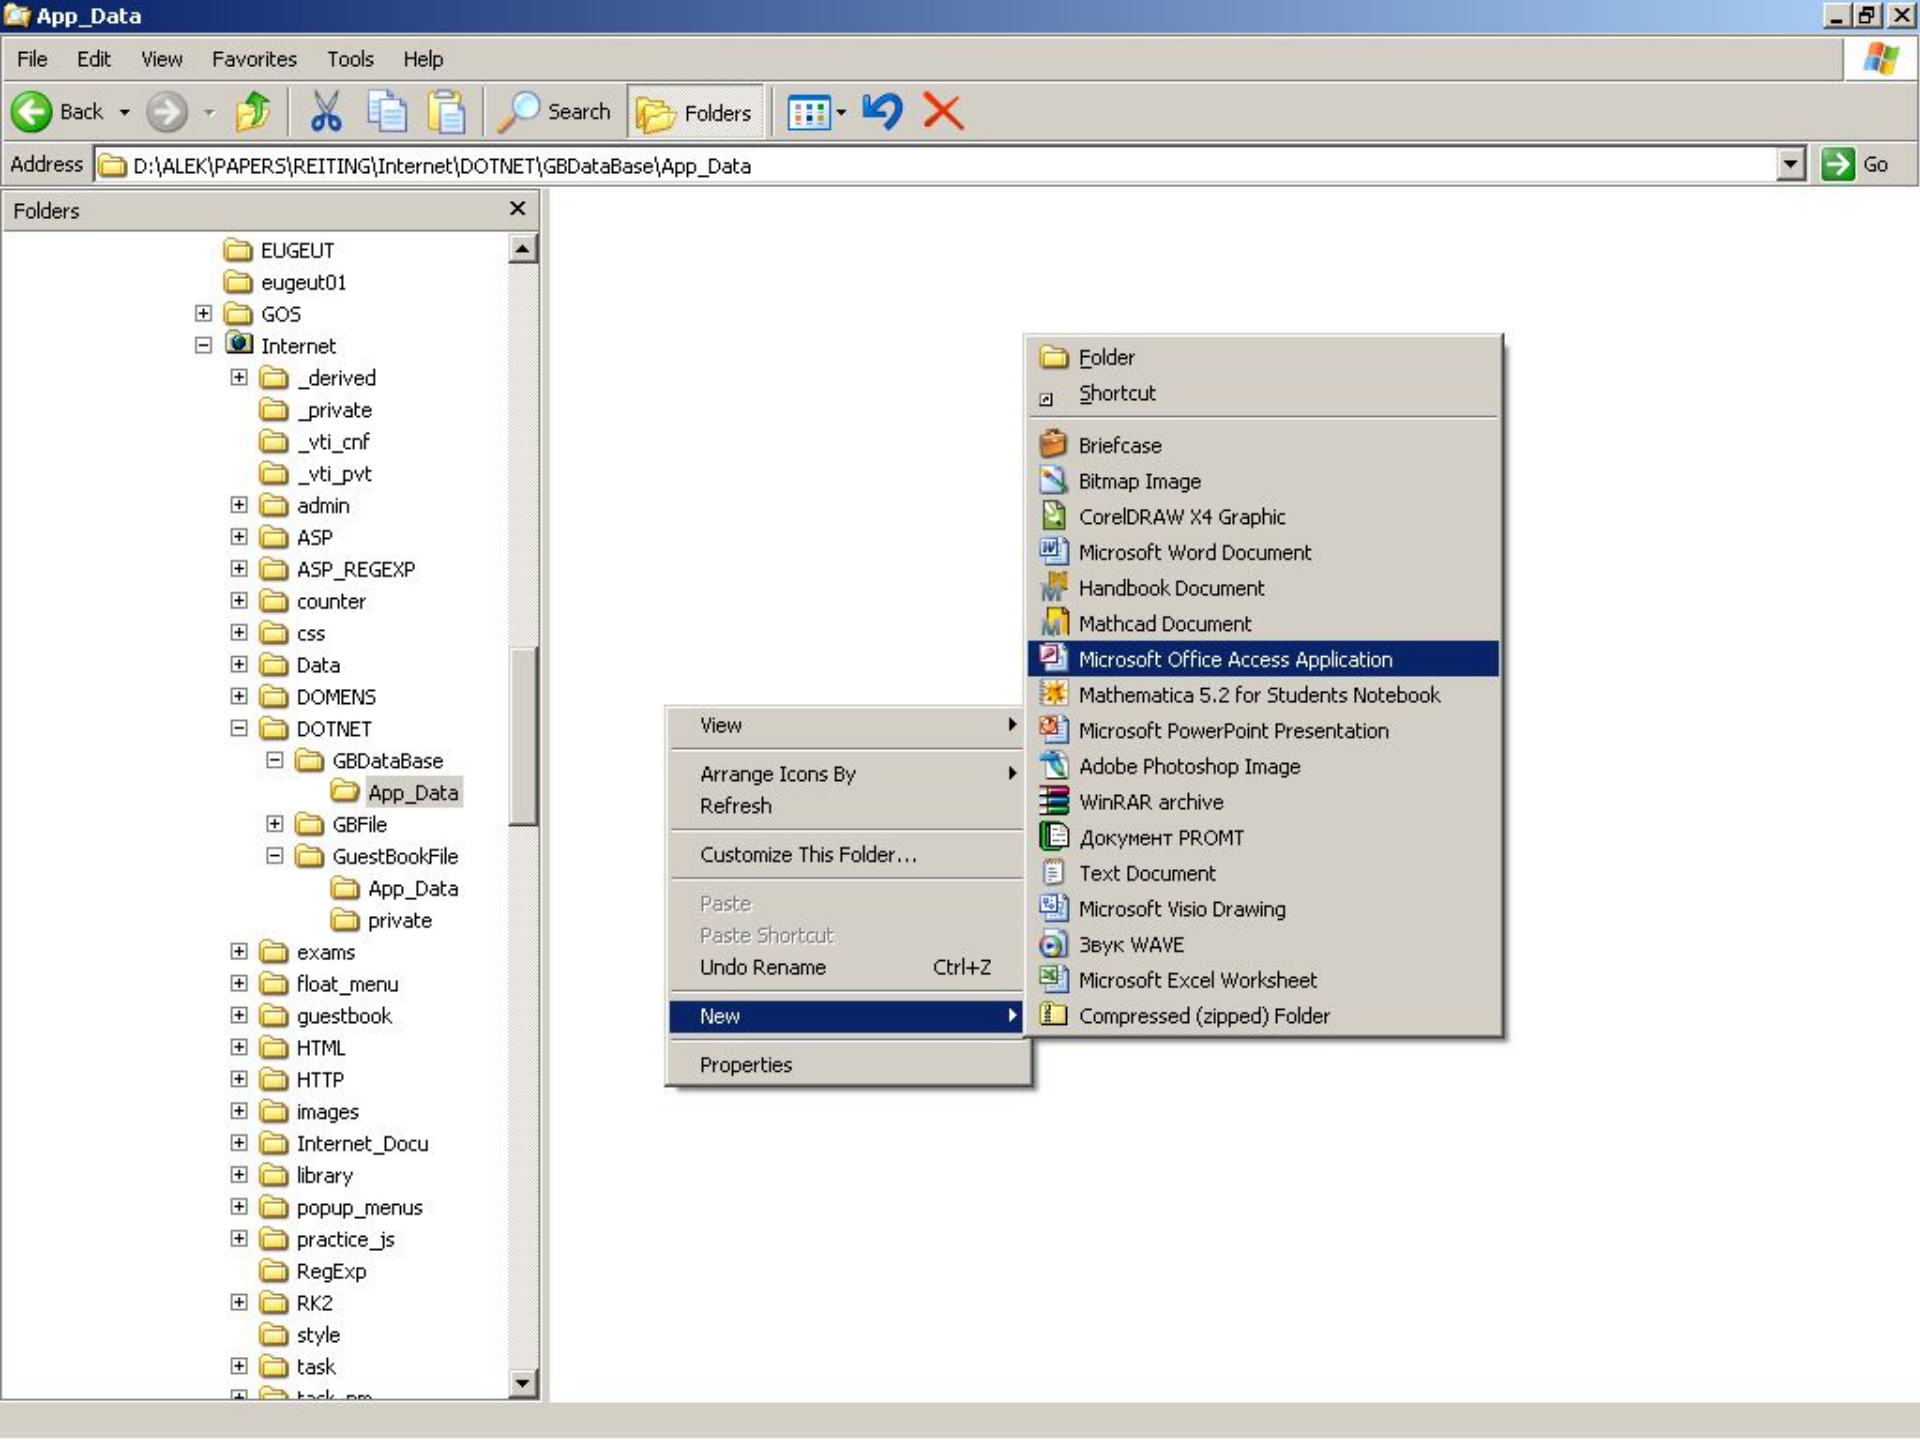 App_Data
File Edit View Favorites Tools Help
Back Search Folders
Address D:\ALEK\PAPERS\REITING\Internet\DOTNET\GBDataBase\App_Data Go
Folders
EUGEUT
eugeut01
GOS
Internet
_derived
_private
_vti_cnf
_vti_pvt
admin
ASP
ASP_REGEXP
counter
css
Data
DOMENS
DOTNET
GBDataBase
App_Data
GBFile
GuestBookFile
App_Data
private
exams
float_menu
guestbook
HTML
HTTP
images
Internet_Docu
library
popup_menus
practice_js
RegExp
RK2
style
task
task_pm
View
Arrange Icons By
Refresh
Customize This Folder...
Paste
Paste Shortcut
Undo Rename Ctrl+Z
New
Properties
Folder
Shortcut
Briefcase
Bitmap Image
CorelDRAW X4 Graphic
Microsoft Word Document
Handbook Document
Mathcad Document
Microsoft Office Access Application
Mathematica 5.2 for Students Notebook
Microsoft PowerPoint Presentation
Adobe Photoshop Image
WinRAR archive
Документ PROMT
Text Document
Microsoft Visio Drawing
Звук WAVE
Microsoft Excel Worksheet
Compressed (zipped) Folder